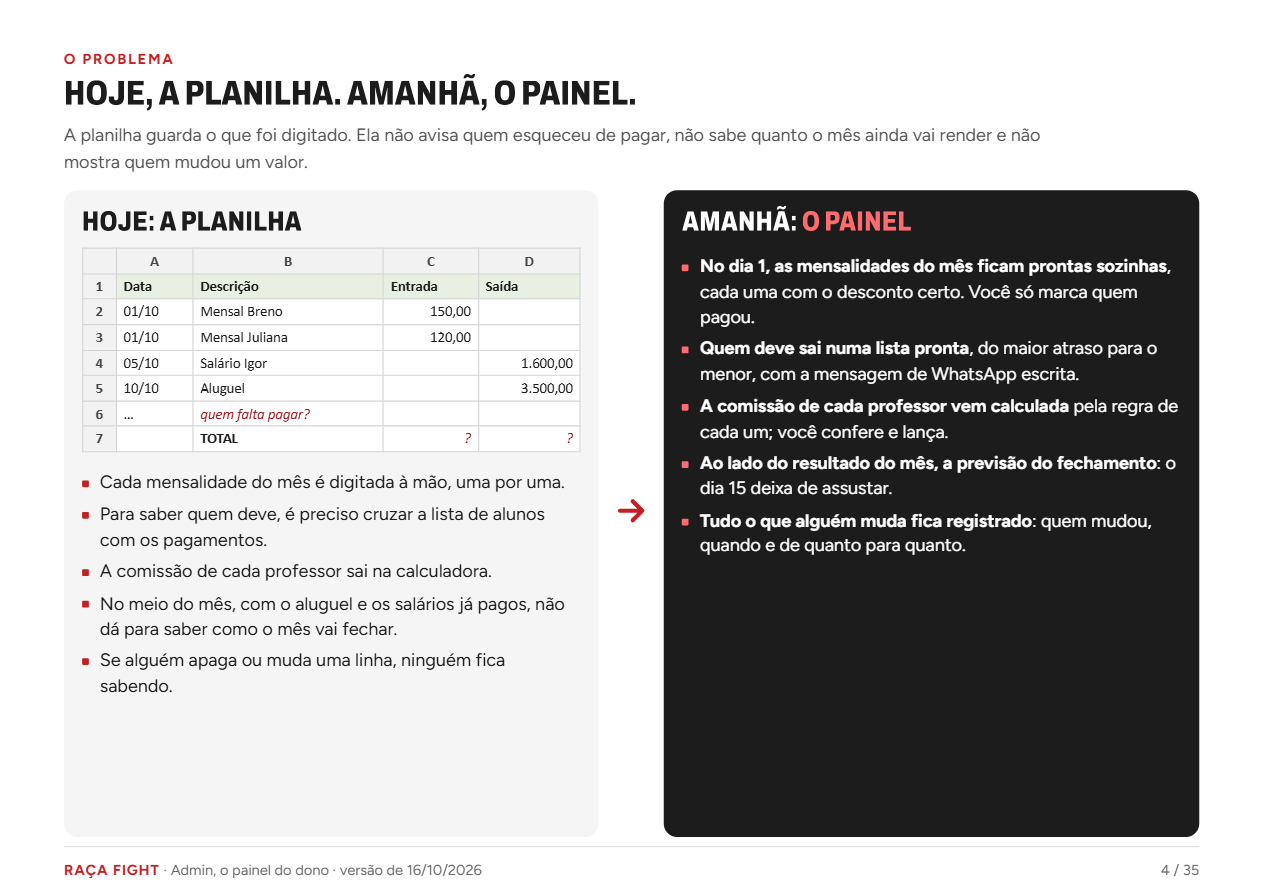 O PROBLEMA
HOJE, A PLANILHA. AMANHÃ, O PAINEL.
A planilha guarda o que foi digitado. Ela não avisa quem esqueceu de pagar, não sabe quanto o mês ainda vai render e não
mostra quem mudou um valor.
HOJE: A PLANILHA
A B C D
1 Data Descrição Entrada Saída
2 01/10 Mensal Breno 150,00
3 01/10 Mensal Juliana 120,00
4 05/10 Salário Igor 1.600,00
5 10/10 Aluguel 3.500,00
6 ... quem falta pagar?
7 TOTAL ? ?
Cada mensalidade do mês é digitada à mão, uma por uma.
Para saber quem deve, é preciso cruzar a lista de alunos
com os pagamentos.
A comissão de cada professor sai na calculadora.
No meio do mês, com o aluguel e os salários já pagos, não
dá para saber como o mês vai fechar.
Se alguém apaga ou muda uma linha, ninguém fica
sabendo.
AMANHÃ: O PAINEL
No dia 1, as mensalidades do mês ficam prontas sozinhas,
cada uma com o desconto certo. Você só marca quem
pagou.
Quem deve sai numa lista pronta, do maior atraso para o
menor, com a mensagem de WhatsApp escrita.
A comissão de cada professor vem calculada pela regra de
cada um; você confere e lança.
Ao lado do resultado do mês, a previsão do fechamento: o
dia 15 deixa de assustar.
Tudo o que alguém muda fica registrado: quem mudou,
quando e de quanto para quanto.
RAÇA FIGHT · Admin, o painel do dono · versão de 16/10/2026
4 / 35